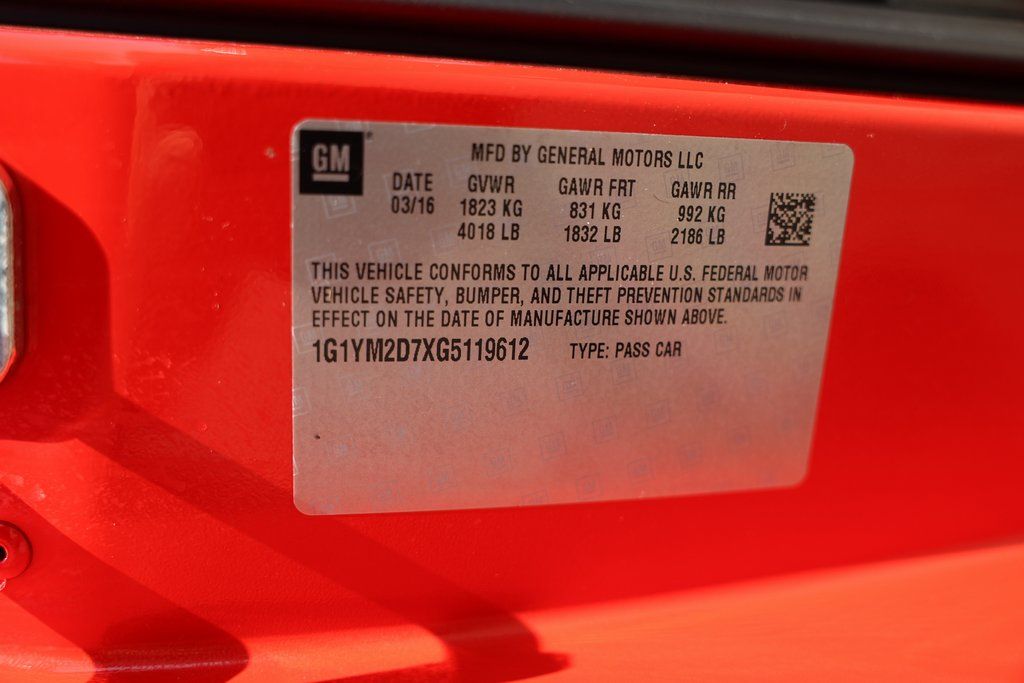 GM
MFD BY GENERAL MOTORS LLC
DATE GVWR GAWR FRT GAWR RR
03/16 1823 KG 831 KG 992 KG
4018 LB 1832 LB 2186 LB
THIS VEHICLE CONFORMS TO ALL APPLICABLE U.S. FEDERAL MOTOR
VEHICLE SAFETY, BUMPER, AND THEFT PREVENTION STANDARDS IN
EFFECT ON THE DATE OF MANUFACTURE SHOWN ABOVE.
1G1YM2D7XG5119612 TYPE: PASS CAR